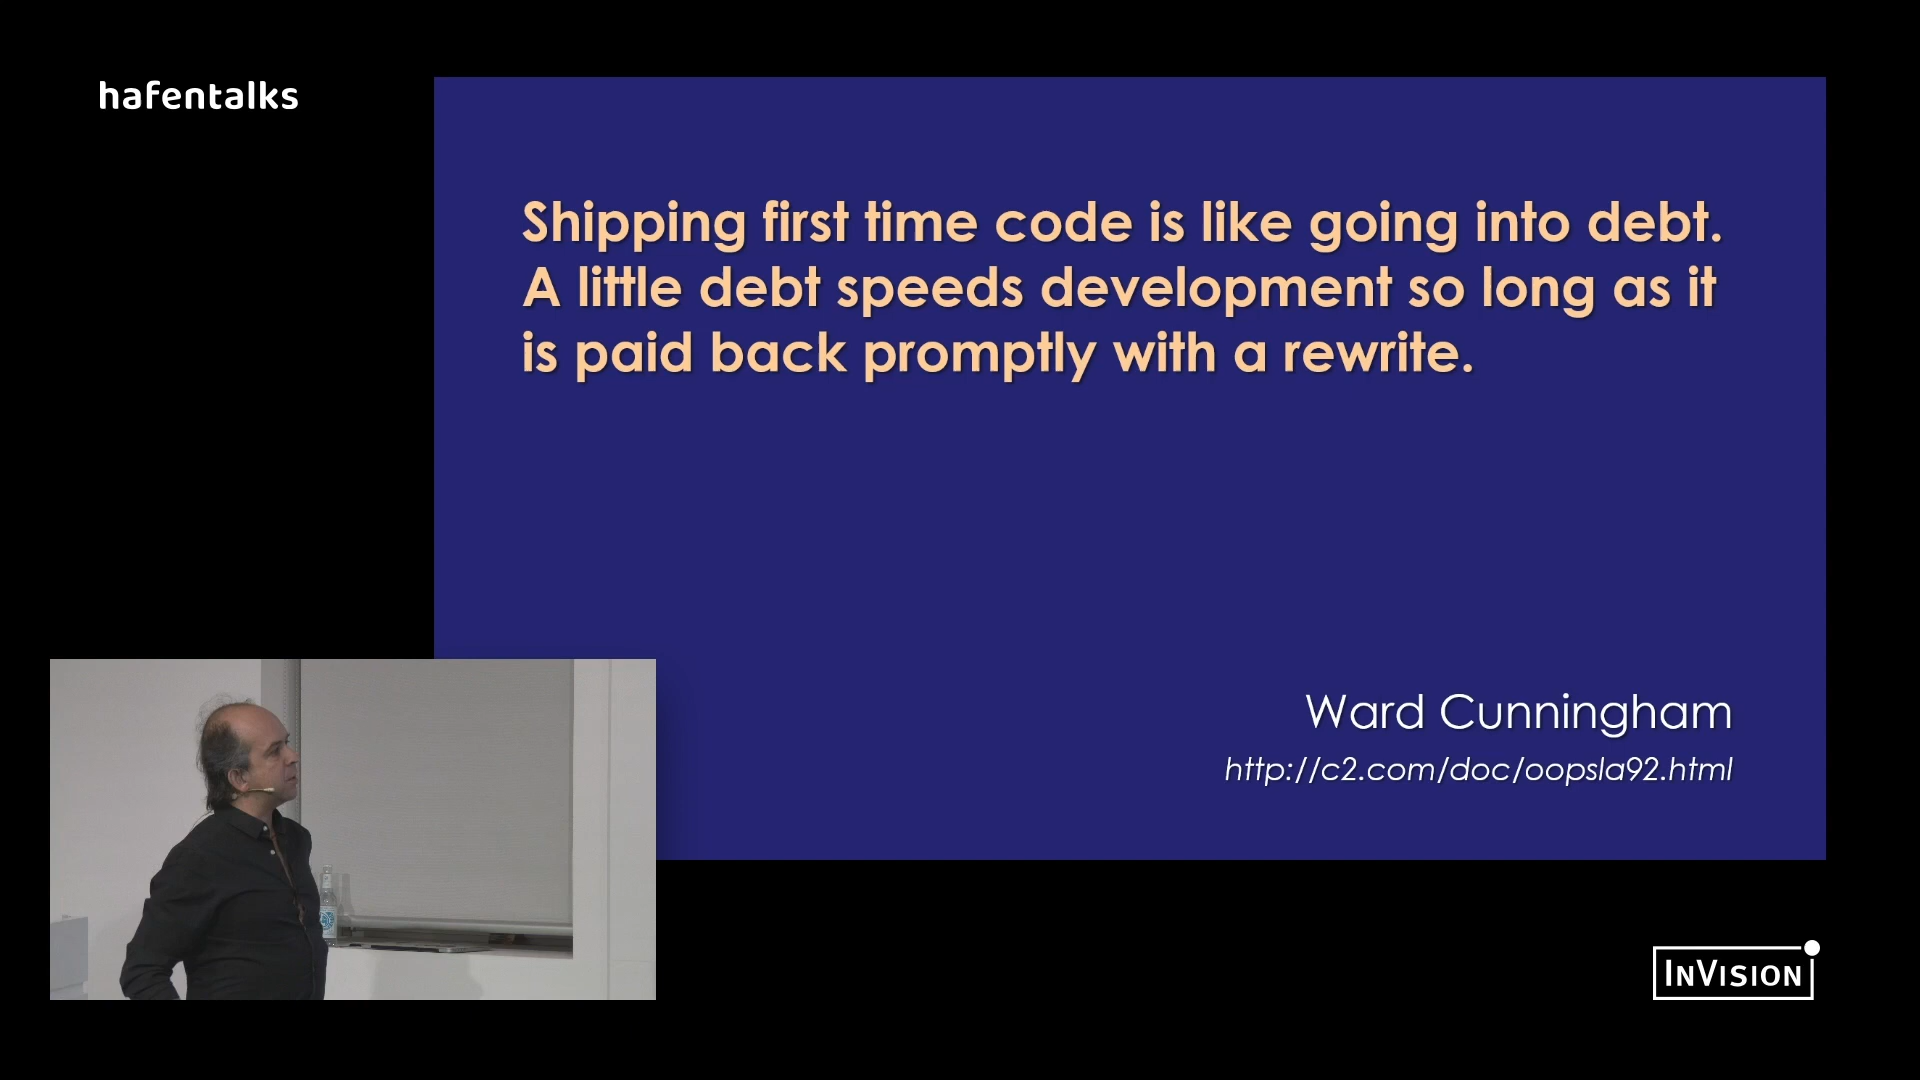 hafentalks
Shipping first time code is like going into debt.
A little debt speeds development so long as it
is paid back promptly with a rewrite.
Ward Cunningham
http://c2.com/doc/oopsla92.html
INVISION